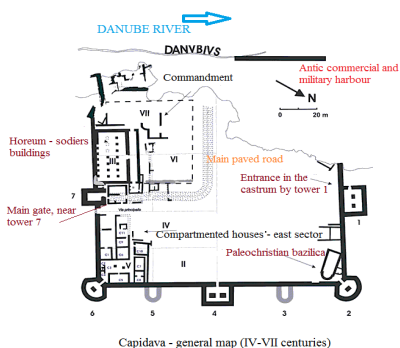 DANUBE RIVER
DANVBIVS
Antic commercial and
military harbour
Commandment
N
0 20 m
VII
Horeum - sodiers
buildings
III
VI
Main paved road
Entrance in the
castrum by tower 1
7
Main gate, near
tower 7
Via principalis
1
IV
Compartmented houses'- east sector
Paleochristian bazilica
V
II
6
5
4
3
2
Capidava - general map (IV-VII centuries)